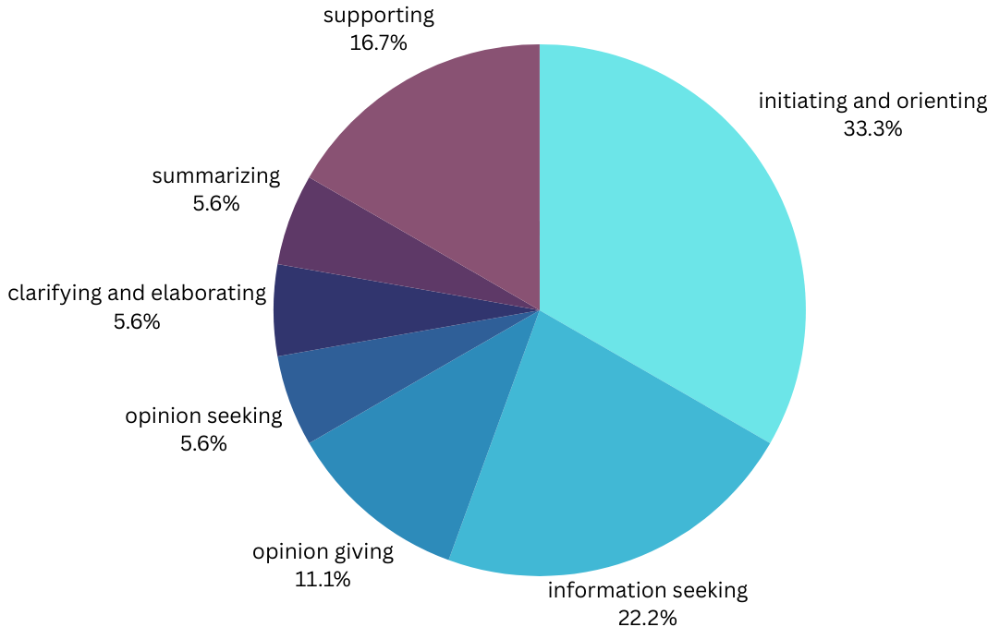 supporting
16.7%
initiating and orienting
33.3%
summarizing
5.6%
clarifying and elaborating
5.6%
opinion seeking
5.6%
opinion giving
11.1%
information seeking
22.2%